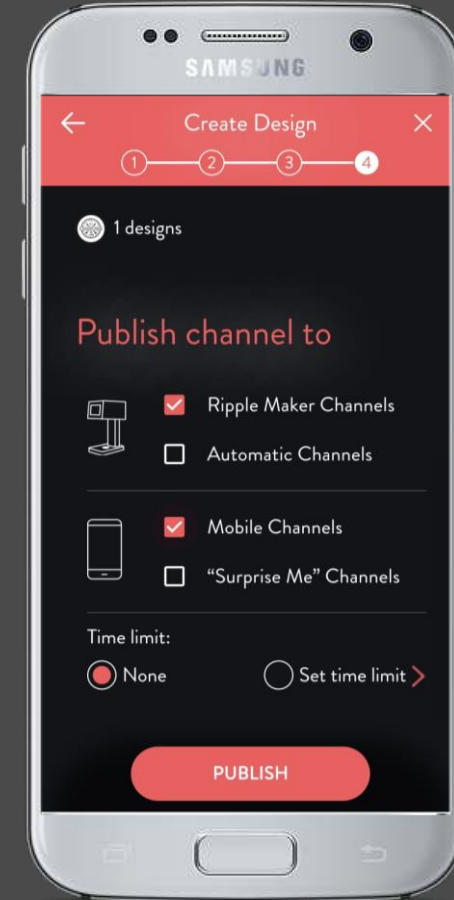 SAMSUNG
Create Design
1 2 3 4
1 designs
Publish channel to
Ripple Maker Channels
Automatic Channels
Mobile Channels
“Surprise Me” Channels
Time limit:
None
Set time limit
PUBLISH